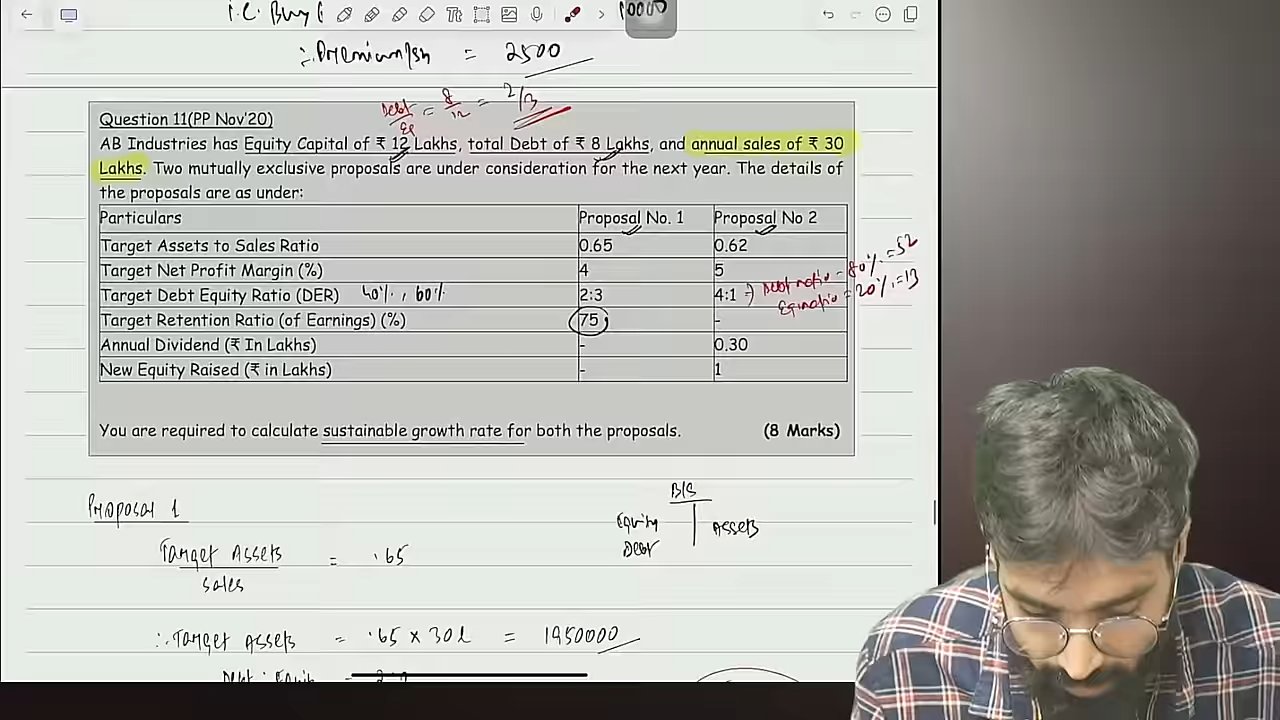 i.e. Buy 10000
∴ Premium/sh = 2500
Debt/Eq = 8/12 = 2/3
Question 11(PP Nov'20)
AB Industries has Equity Capital of ₹ 12 Lakhs, total Debt of ₹ 8 Lakhs, and annual sales of ₹ 30
Lakhs. Two mutually exclusive proposals are under consideration for the next year. The details of
the proposals are as under:
Particulars Proposal No. 1 Proposal No 2
Target Assets to Sales Ratio 0.65 0.62
Target Net Profit Margin (%) 4 5
Target Debt Equity Ratio (DER) 40%, 60% 2:3 4:1 Debt ratio = 80% = 52
Eq ratio = 20% = 13
Target Retention Ratio (of Earnings) (%) 75 -
Annual Dividend (₹ In Lakhs) - 0.30
New Equity Raised (₹ in Lakhs) - 1
You are required to calculate sustainable growth rate for both the proposals. (8 Marks)
Proposal 1
B/S
Equity Assets
Debt
Target Assets/Sales = .65
∴ Target Assets = .65 × 30L = 1950000
Debt : Equity = 2:3